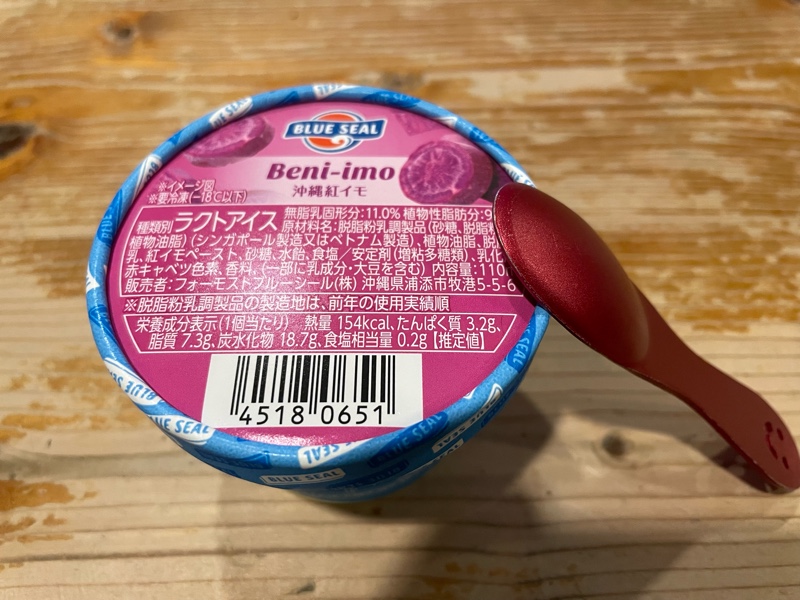 BLUE SEAL
Beni-imo
沖縄紅イモ
※イメージ図
※要冷凍(−18℃以下)
種類別 ラクトアイス 無脂乳固形分:11.0% 植物性脂肪分:9
原材料名:脱脂粉乳調製品(砂糖、脱脂粉
植物油脂)(シンガポール製造又はベトナム製造)、植物油脂、脱
乳、紅イモペースト、砂糖、水飴、食塩/安定剤(増粘多糖類)、乳化
赤キャベツ色素、香料、(一部に乳成分・大豆を含む) 内容量:110
販売者:フォーモストブルーシール(株) 沖縄県浦添市牧港5-5-6
※脱脂粉乳調製品の製造地は、前年の使用実績順
栄養成分表示(1個当たり) 熱量 154kcal、たんぱく質 3.2g、
脂質 7.3g、炭水化物 18.7g、食塩相当量 0.2g【推定値】
4518 0651
BLUE SEAL
BLUE SEAL
BLUE SEAL
BLUE SEAL
BLUE SEAL